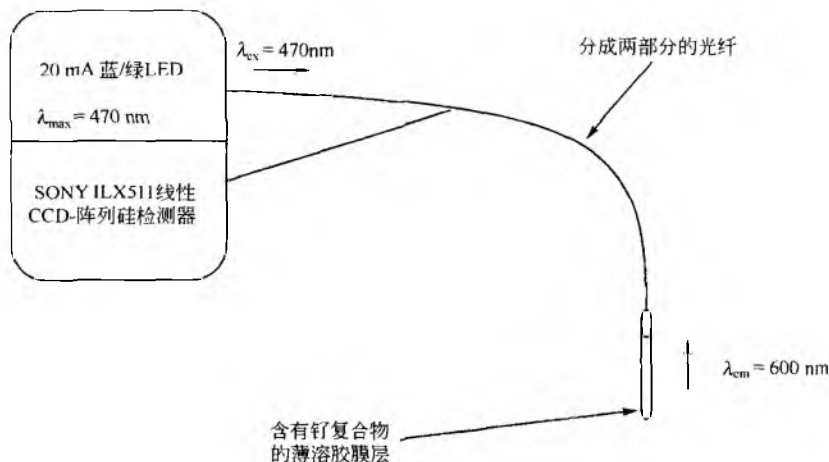 20 mA 蓝/绿LED
λmax = 470 nm
SONY ILX511线性
CCD-阵列硅检测器
λex = 470nm
分成两部分的光纤
λem = 600 nm
含有钌复合物
的薄溶胶膜层